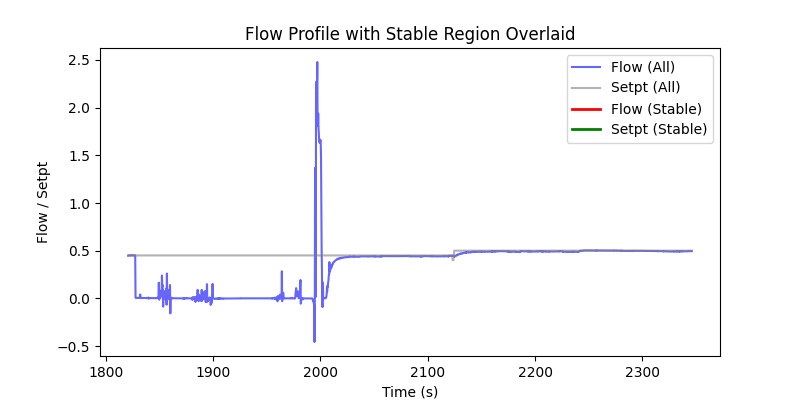 Flow Profile with Stable Region Overlaid
Flow (All)
Setpt (All)
Flow (Stable)
Setpt (Stable)
Flow / Setpt
2.5
2.0
1.5
1.0
0.5
0.0
−0.5
1800
1900
2000
2100
2200
2300
Time (s)